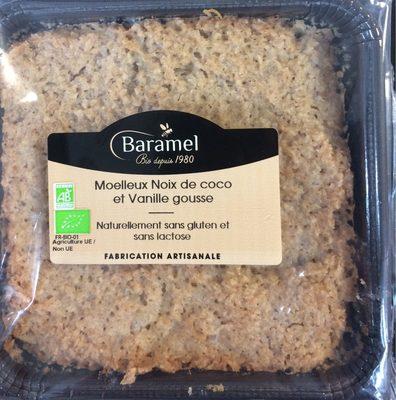 Baramel
Bio depuis 1980
Moelleux Noix de coco
et Vanille gousse
Naturellement sans gluten et
sans lactose
FABRICATION ARTISANALE
AB
FR-BIO-01
Agriculture UE /
Non UE